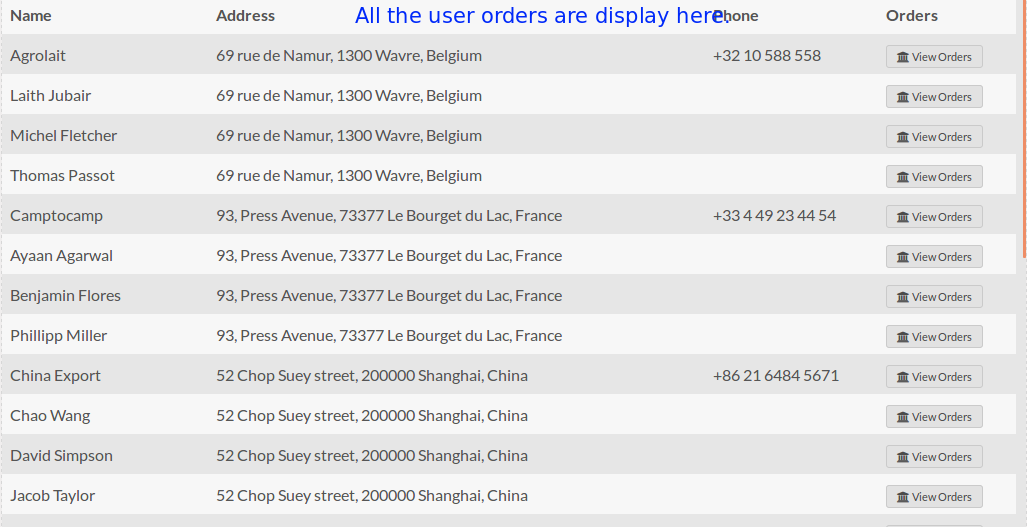 Name Address All the user orders are display here. Phone Orders
Agrolait 69 rue de Namur, 1300 Wavre, Belgium +32 10 588 558 View Orders
Laith Jubair 69 rue de Namur, 1300 Wavre, Belgium View Orders
Michel Fletcher 69 rue de Namur, 1300 Wavre, Belgium View Orders
Thomas Passot 69 rue de Namur, 1300 Wavre, Belgium View Orders
Camptocamp 93, Press Avenue, 73377 Le Bourget du Lac, France +33 4 49 23 44 54 View Orders
Ayaan Agarwal 93, Press Avenue, 73377 Le Bourget du Lac, France View Orders
Benjamin Flores 93, Press Avenue, 73377 Le Bourget du Lac, France View Orders
Phillipp Miller 93, Press Avenue, 73377 Le Bourget du Lac, France View Orders
China Export 52 Chop Suey street, 200000 Shanghai, China +86 21 6484 5671 View Orders
Chao Wang 52 Chop Suey street, 200000 Shanghai, China View Orders
David Simpson 52 Chop Suey street, 200000 Shanghai, China View Orders
Jacob Taylor 52 Chop Suey street, 200000 Shanghai, China View Orders